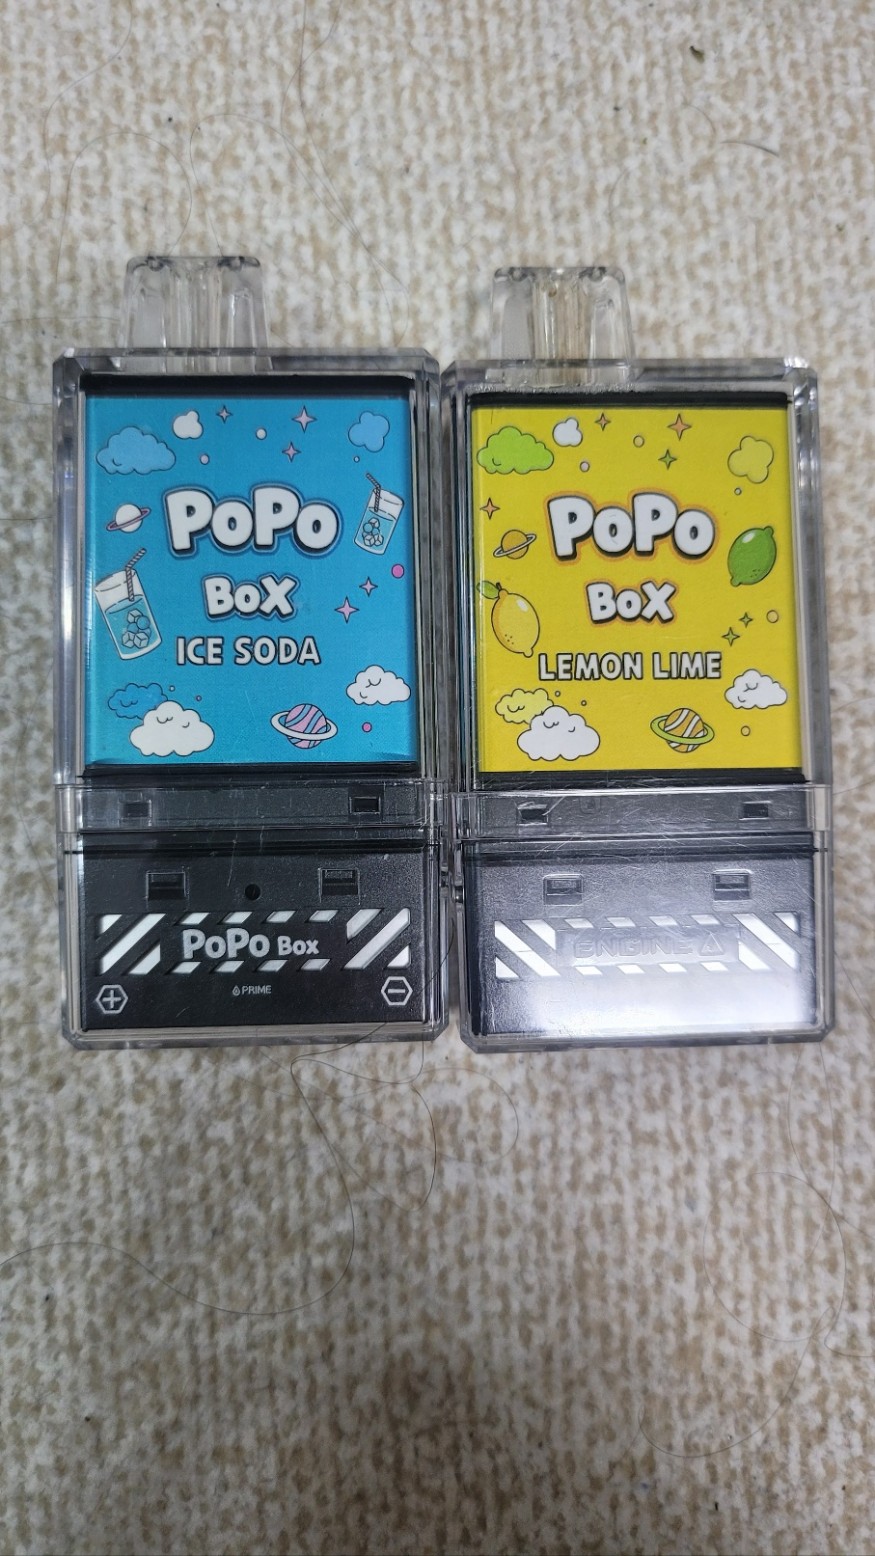 PoPo
Box
ICE SODA
PoPo Box
PRIME
PoPo
Box
LEMON LIME
ENGINE